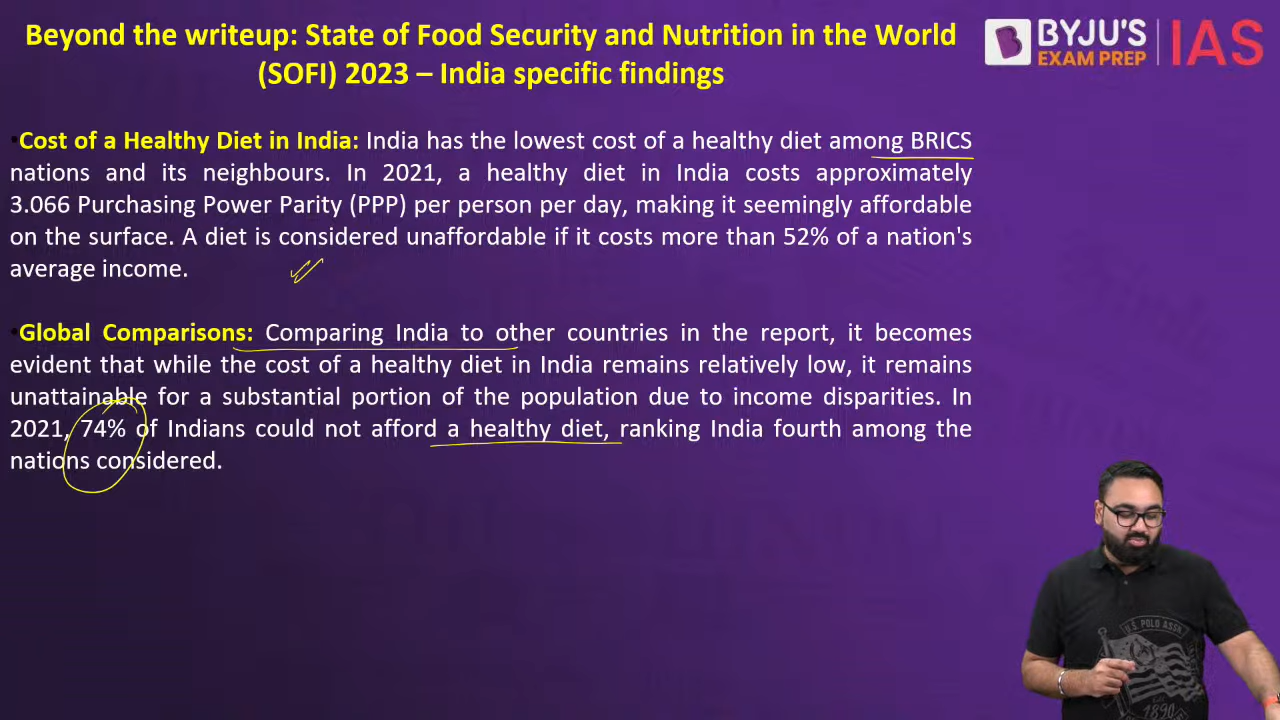 Beyond the writeup: State of Food Security and Nutrition in the World
(SOFI) 2023 – India specific findings
BYJU'S
EXAM PREP
IAS
•Cost of a Healthy Diet in India: India has the lowest cost of a healthy diet among BRICS
nations and its neighbours. In 2021, a healthy diet in India costs approximately
3.066 Purchasing Power Parity (PPP) per person per day, making it seemingly affordable
on the surface. A diet is considered unaffordable if it costs more than 52% of a nation's
average income.
•Global Comparisons: Comparing India to other countries in the report, it becomes
evident that while the cost of a healthy diet in India remains relatively low, it remains
unattainable for a substantial portion of the population due to income disparities. In
2021, 74% of Indians could not afford a healthy diet, ranking India fourth among the
nations considered.
U.S. POLO ASSN
1890